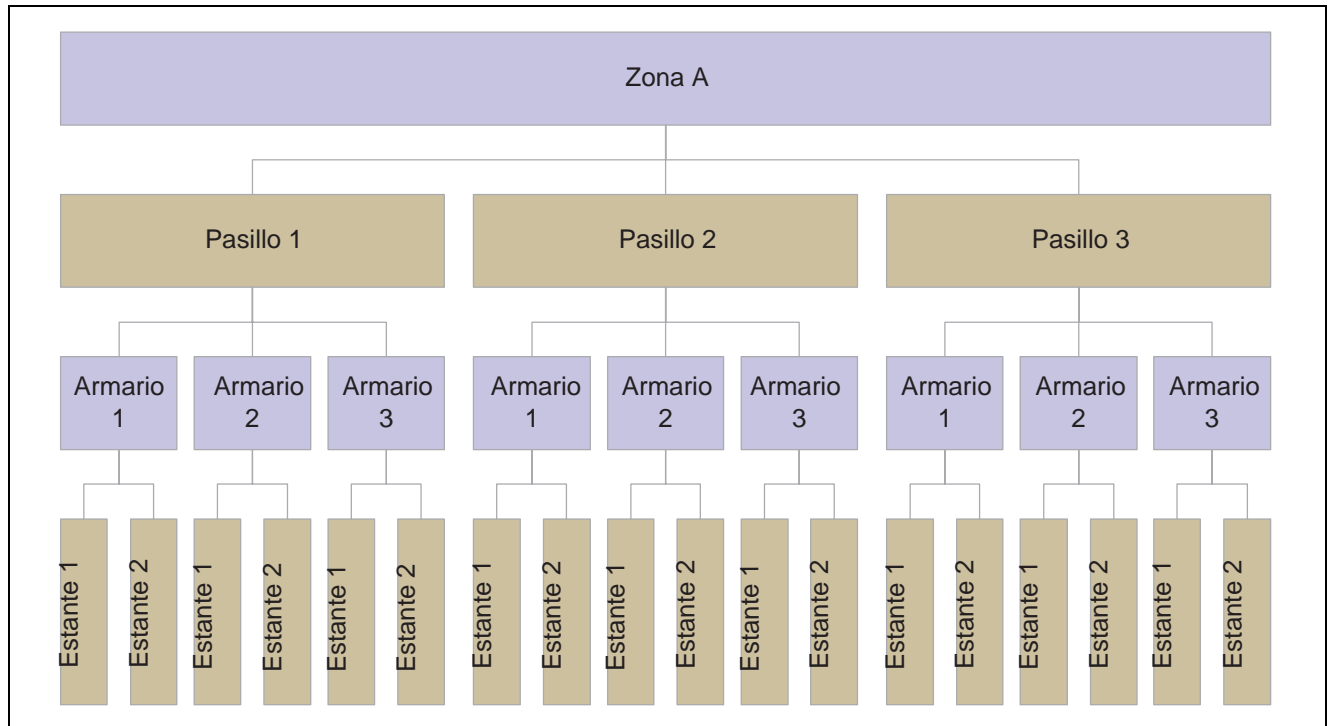 Zona A
Pasillo 1
Pasillo 2
Pasillo 3
Armario
1
Armario
2
Armario
3
Armario
1
Armario
2
Armario
3
Armario
1
Armario
2
Armario
3
Estante 1
Estante 2
Estante 1
Estante 2
Estante 1
Estante 2
Estante 1
Estante 2
Estante 1
Estante 2
Estante 1
Estante 2
Estante 1
Estante 2
Estante 1
Estante 2
Estante 1
Estante 2